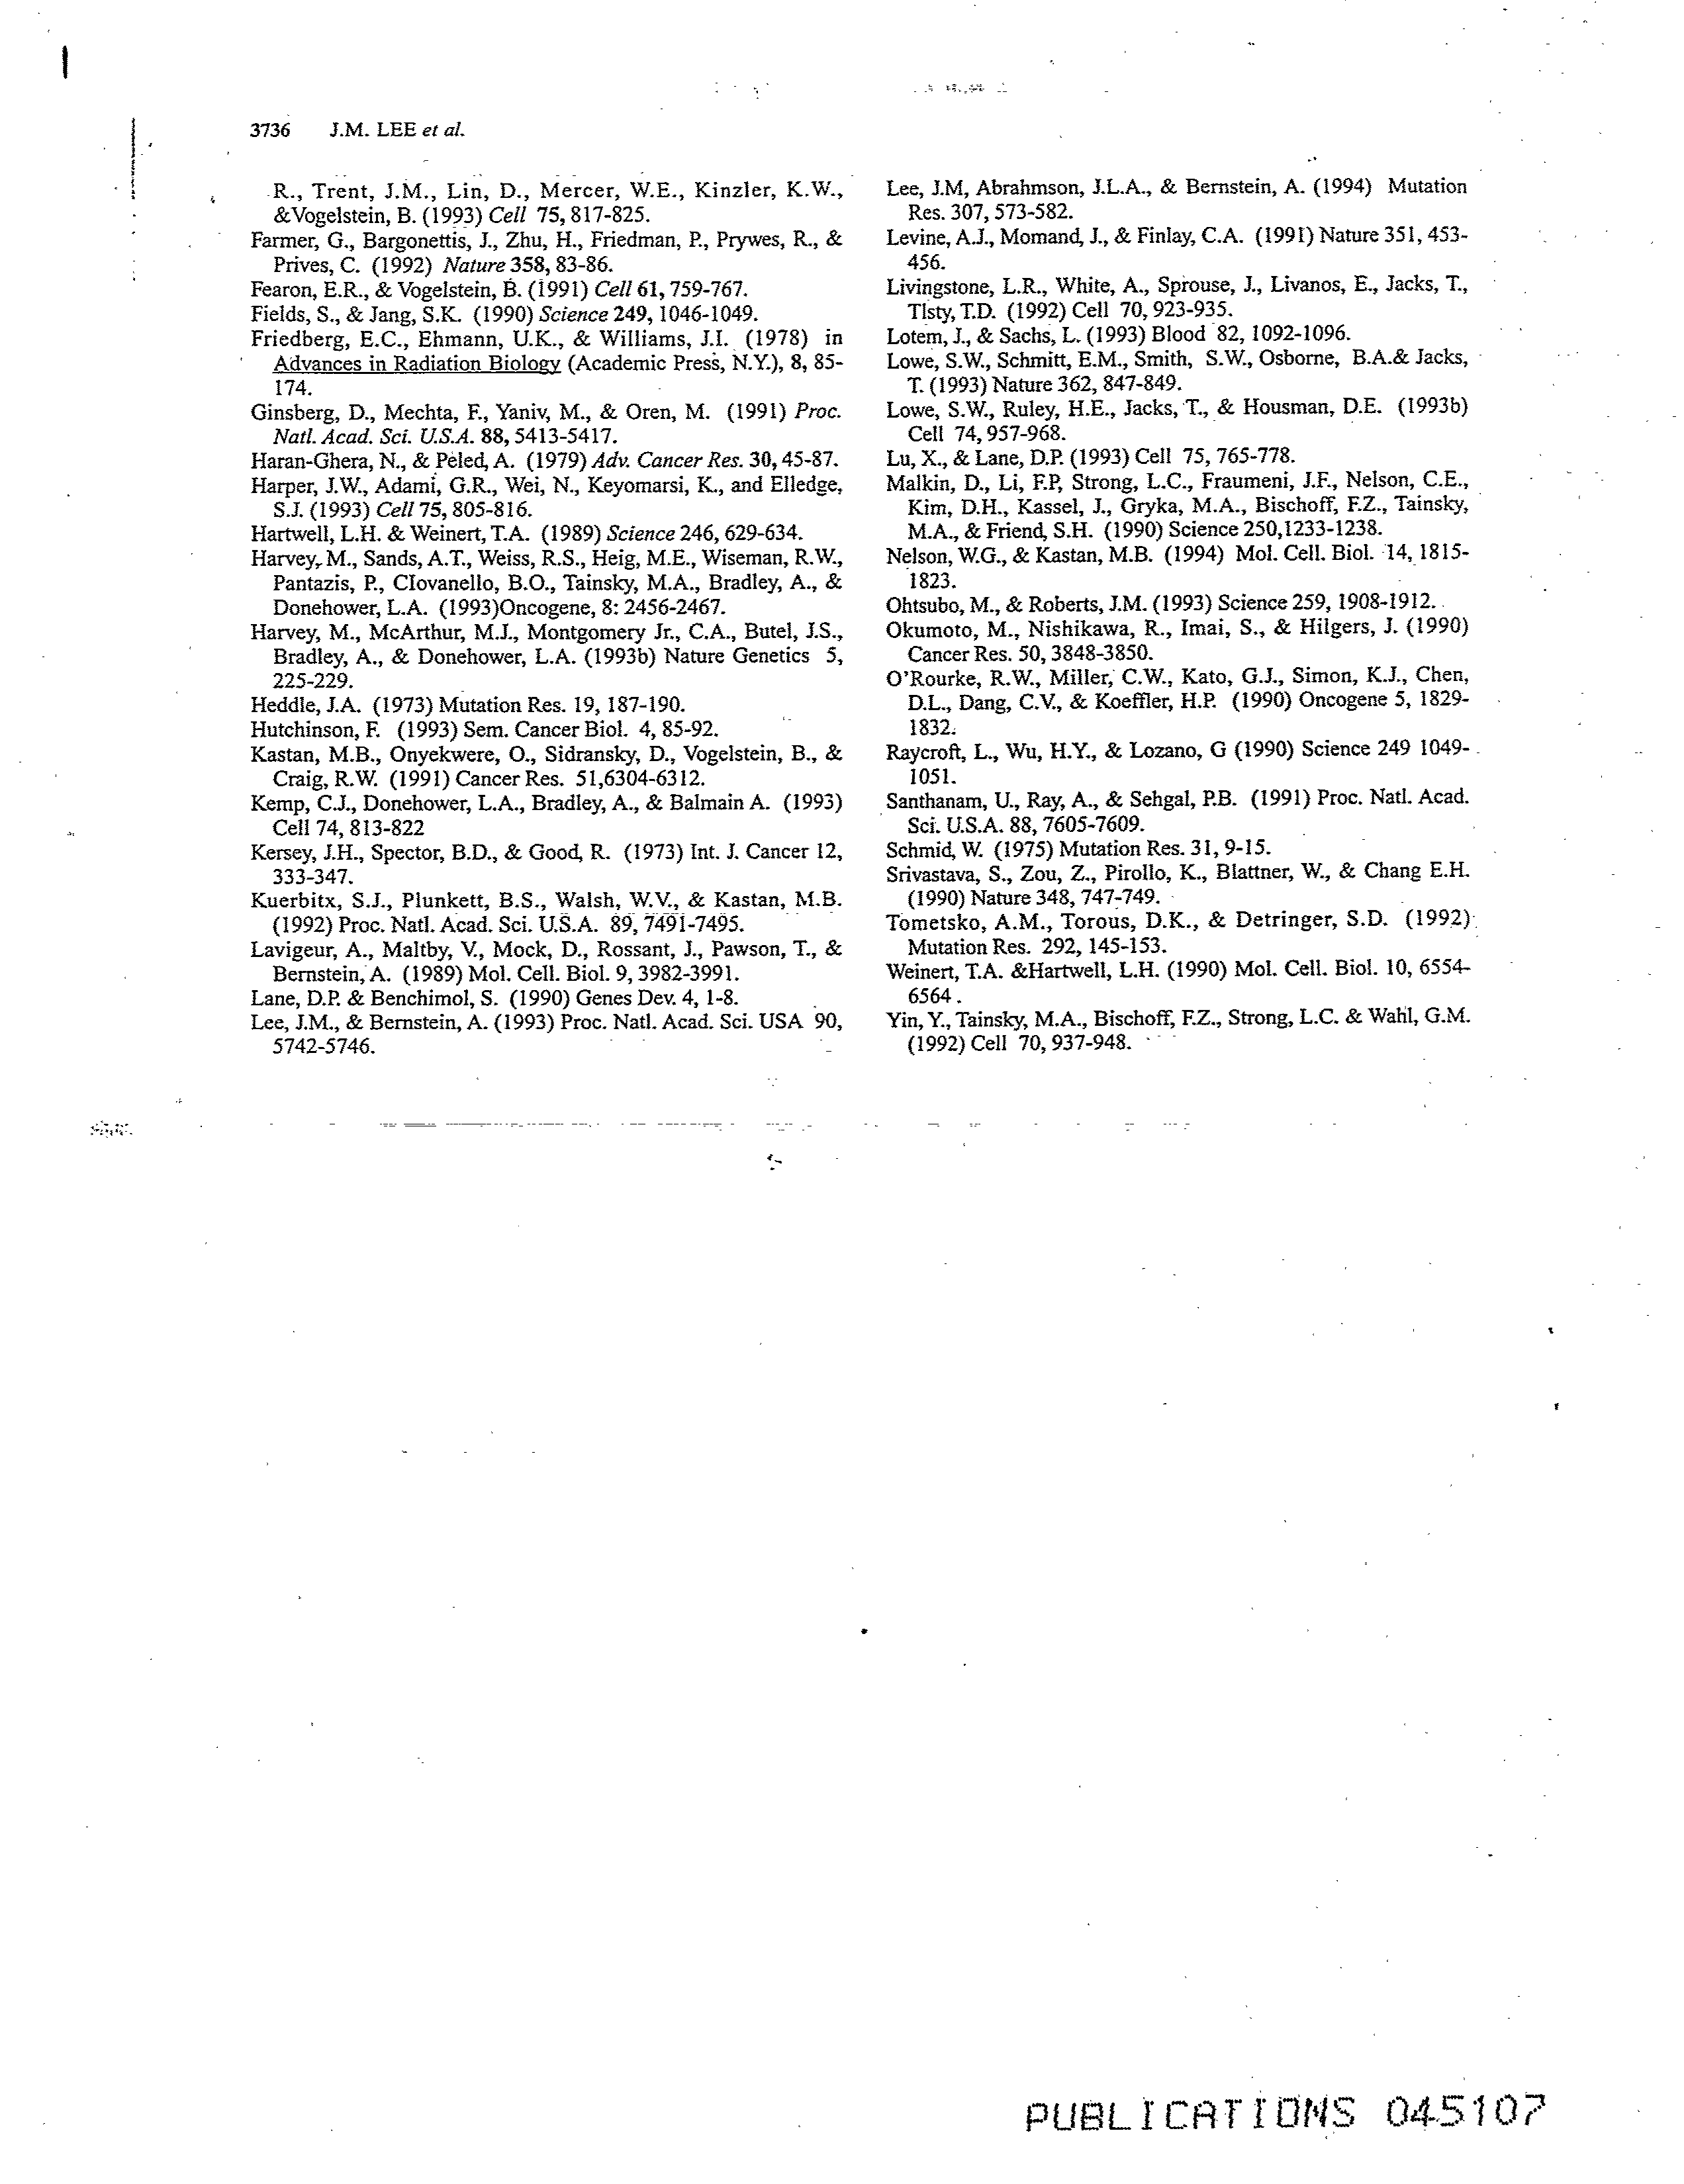 3736 J.M. LEE et al.
R., Trent, J.M., Lin, D., Mercer, W.E., Kinzler, K.W.,
&Vogelstein, B. (1993) Cell 75, 817-825.
Farmer, G., Bargonettis, J., Zhu, H., Friedman, P., Prywes, R., &
Prives, C. (1992) Nature 358, 83-86.
Fearon, E.R., & Vogelstein, B. (1991) Cell 61, 759-767.
Fields, S., & Jang, S.K. (1990) Science 249, 1046-1049.
Friedberg, E.C., Ehmann, U.K., & Williams, J.I. (1978) in
Advances in Radiation Biology (Academic Press, N.Y.), 8, 85-
174.
Ginsberg, D., Mechta, F., Yaniv, M., & Oren, M. (1991) Proc.
Natl. Acad. Sci. U.S.A. 88, 5413-5417.
Haran-Ghera, N., & Peled, A. (1979) Adv. Cancer Res. 30, 45-87.
Harper, J.W., Adami, G.R., Wei, N., Keyomarsi, K., and Elledge,
S.J. (1993) Cell 75, 805-816.
Hartwell, L.H. & Weinert, T.A. (1989) Science 246, 629-634.
Harvey, M., Sands, A.T., Weiss, R.S., Heig, M.E., Wiseman, R.W.,
Pantazis, P., CIovanello, B.O., Tainsky, M.A., Bradley, A., &
Donehower, L.A. (1993)Oncogene, 8: 2456-2467.
Harvey, M., McArthur, M.J., Montgomery Jr., C.A., Butel, J.S.,
Bradley, A., & Donehower, L.A. (1993b) Nature Genetics 5,
225-229.
Heddle, J.A. (1973) Mutation Res. 19, 187-190.
Hutchinson, F. (1993) Sem. Cancer Biol. 4, 85-92.
Kastan, M.B., Onyekwere, O., Sidransky, D., Vogelstein, B., &
Craig, R.W. (1991) Cancer Res. 51,6304-6312.
Kemp, C.J., Donehower, L.A., Bradley, A., & Balmain A. (1993)
Cell 74, 813-822
Kersey, J.H., Spector, B.D., & Good, R. (1973) Int. J. Cancer 12,
333-347.
Kuerbitx, S.J., Plunkett, B.S., Walsh, W.V., & Kastan, M.B.
(1992) Proc. Natl. Acad. Sci. U.S.A. 89, 7491-7495.
Lavigeur, A., Maltby, V., Mock, D., Rossant, J., Pawson, T., &
Bernstein, A. (1989) Mol. Cell. Biol. 9, 3982-3991.
Lane, D.P. & Benchimol, S. (1990) Genes Dev. 4, 1-8.
Lee, J.M., & Bernstein, A. (1993) Proc. Natl. Acad. Sci. USA 90,
5742-5746.
Lee, J.M, Abrahmson, J.L.A., & Bernstein, A. (1994) Mutation
Res. 307, 573-582.
Levine, A.J., Momand, J., & Finlay, C.A. (1991) Nature 351, 453-
456.
Livingstone, L.R., White, A., Sprouse, J., Livanos, E., Jacks, T.,
Tlsty, T.D. (1992) Cell 70, 923-935.
Lotem, J., & Sachs, L. (1993) Blood 82, 1092-1096.
Lowe, S.W., Schmitt, E.M., Smith, S.W., Osborne, B.A.& Jacks,
T. (1993) Nature 362, 847-849.
Lowe, S.W., Ruley, H.E., Jacks, T., & Housman, D.E. (1993b)
Cell 74, 957-968.
Lu, X., & Lane, D.P. (1993) Cell 75, 765-778.
Malkin, D., Li, F.P, Strong, L.C., Fraumeni, J.F., Nelson, C.E.,
Kim, D.H., Kassel, J., Gryka, M.A., Bischoff, F.Z., Tainsky,
M.A., & Friend, S.H. (1990) Science 250,1233-1238.
Nelson, W.G., & Kastan, M.B. (1994) Mol. Cell. Biol. 14, 1815-
1823.
Ohtsubo, M., & Roberts, J.M. (1993) Science 259, 1908-1912.
Okumoto, M., Nishikawa, R., Imai, S., & Hilgers, J. (1990)
Cancer Res. 50, 3848-3850.
O'Rourke, R.W., Miller, C.W., Kato, G.J., Simon, K.J., Chen,
D.L., Dang, C.V., & Koeffler, H.P. (1990) Oncogene 5, 1829-
1832.
Raycroft, L., Wu, H.Y., & Lozano, G (1990) Science 249 1049-
1051.
Santhanam, U., Ray, A., & Sehgal, P.B. (1991) Proc. Natl. Acad.
Sci. U.S.A. 88, 7605-7609.
Schmid, W. (1975) Mutation Res. 31, 9-15.
Srivastava, S., Zou, Z., Pirollo, K., Blattner, W., & Chang E.H.
(1990) Nature 348, 747-749.
Tometsko, A.M., Torous, D.K., & Detringer, S.D. (1992)
Mutation Res. 292, 145-153.
Weinert, T.A. &Hartwell, L.H. (1990) Mol. Cell. Biol. 10, 6554-
6564.
Yin, Y., Tainsky, M.A., Bischoff, F.Z., Strong, L.C. & Wahl, G.M.
(1992) Cell 70, 937-948.
PUBLICATIONS 045107